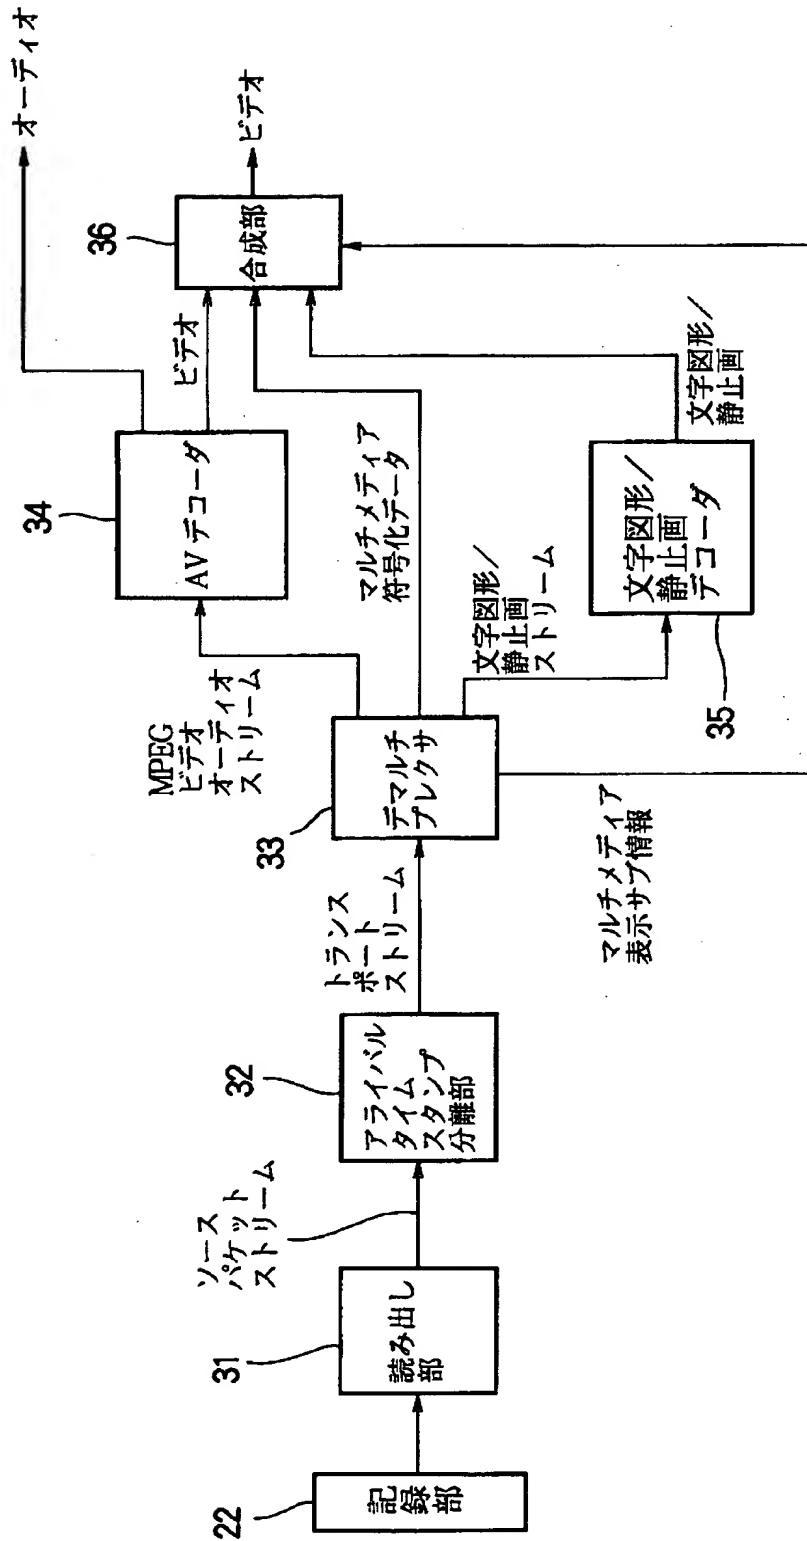 22
記録部
31
読み出し
部
ソース
パケット
ストリーム
32
アライバル
タイム
スタンプ
分離部
トランス
ポート
ストリーム
33
デマルチ
プレクサ
MPEG
ビデオ
オーディオ
ストリーム
34
AVデコーダ
オーディオ
ビデオ
マルチメディア
符号化データ
文字図形/
静止画
ストリーム
35
文字図形/
静止画
デコーダ
文字図形/
静止画
マルチメディア
表示サブ情報
36
合成部
ビデオ